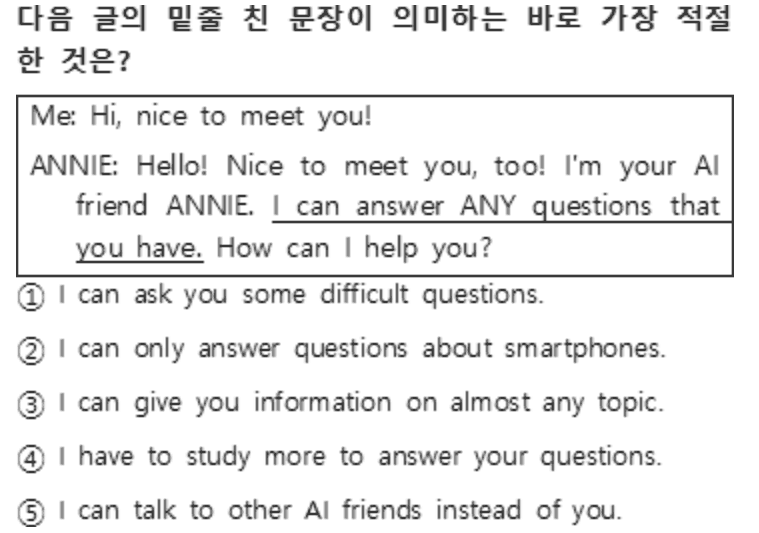 다음 글의 밑줄 친 문장이 의미하는 바로 가장 적절
한 것은?
Me: Hi, nice to meet you!
ANNIE: Hello! Nice to meet you, too! I'm your AI
friend ANNIE. I can answer ANY questions that
you have. How can I help you?
① I can ask you some difficult questions.
② I can only answer questions about smartphones.
③ I can give you information on almost any topic.
④ I have to study more to answer your questions.
⑤ I can talk to other AI friends instead of you.